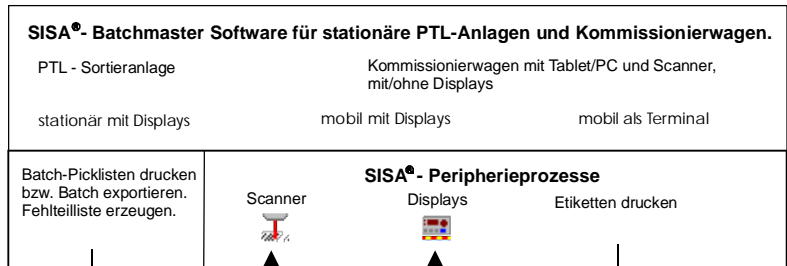 SISA®- Batchmaster Software für stationäre PTL-Anlagen und Kommissionierwagen.
PTL - Sortieranlage
Kommissionierwagen mit Tablet/PC und Scanner,
mit/ohne Displays
stationär mit Displays
mobil mit Displays
mobil als Terminal
Batch-Picklisten drucken
bzw. Batch exportieren.
Fehlteilliste erzeugen.
SISA®- Peripherieprozesse
Scanner
Displays
Etiketten drucken